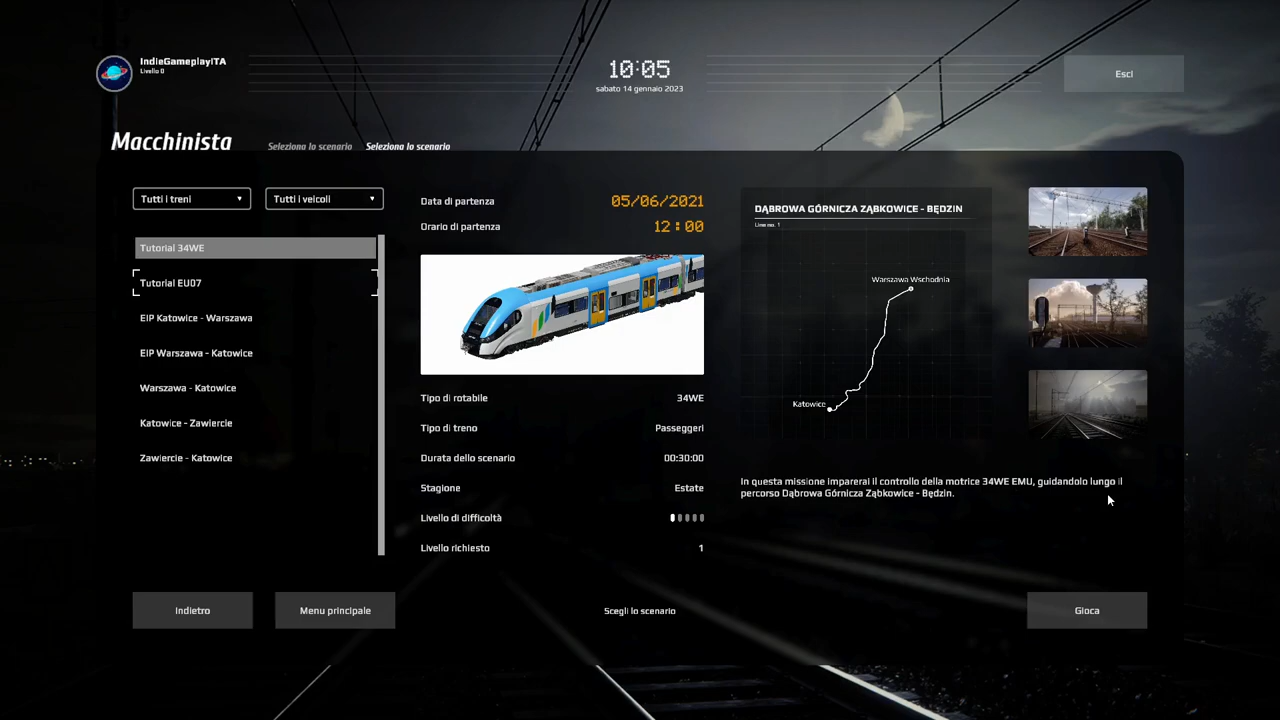 IndieGameplayITA
Livello 0
10:05
sabato 14 gennaio 2023
Esci
Macchinista
Seleziona lo scenario
Seleziona lo scenario
Tutti i treni
Tutti i veicoli
Tutorial 34WE
Tutorial EU07
EIP Katowice - Warszawa
EIP Warszawa - Katowice
Warszawa - Katowice
Katowice - Zawiercie
Zawiercie - Katowice
Data di partenza 05/06/2021
Orario di partenza 12:00
Tipo di rotabile 34WE
Tipo di treno Passeggeri
Durata dello scenario 00:30:00
Stagione Estate
Livello di difficoltà
Livello richiesto 1
DĄBROWA GÓRNICZA ZĄBKOWICE - BĘDZIN
Linea nr. 1
Warszawa Wschodnia
Katowice
In questa missione imparerai il controllo della motrice 34WE EMU, guidandolo lungo il
percorso Dąbrowa Górnicza Ząbkowice - Będzin.
Indietro
Menu principale
Scegli lo scenario
Gioca